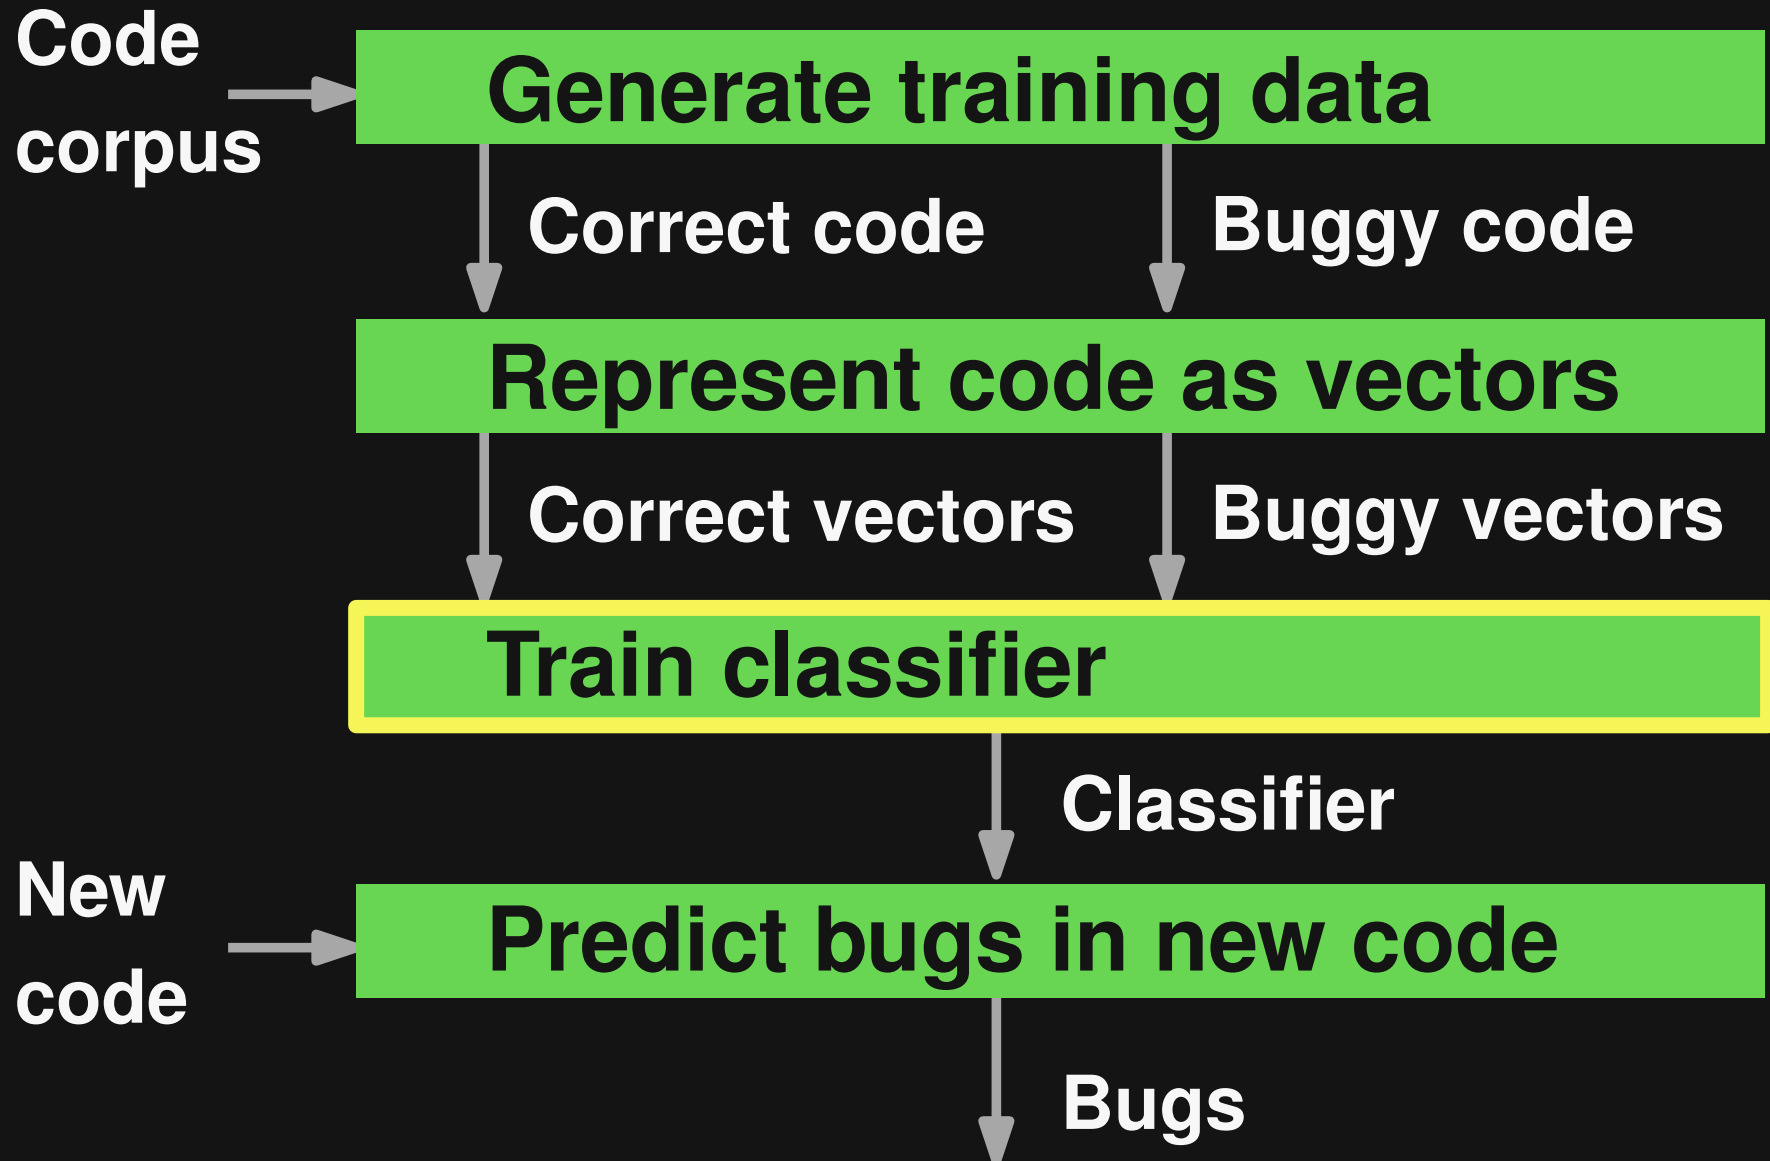 Code
corpus
Generate training data
Correct code
Buggy code
Represent code as vectors
Correct vectors
Buggy vectors
Train classifier
Classifier
New
code
Predict bugs in new code
Bugs